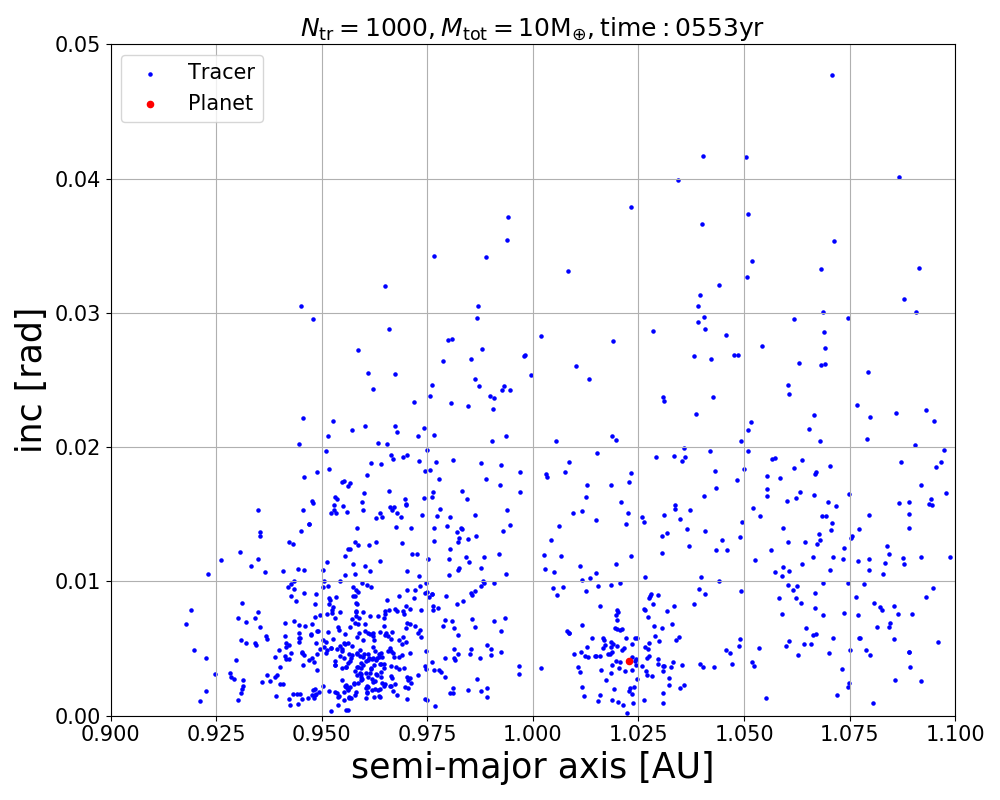 N_tr = 1000, M_tot = 10M_⊕, time : 0553yr
0.05
Tracer
Planet
0.04
0.03
0.02
0.01
0.00
inc [rad]
0.900 0.925 0.950 0.975 1.000 1.025 1.050 1.075 1.100
semi-major axis [AU]